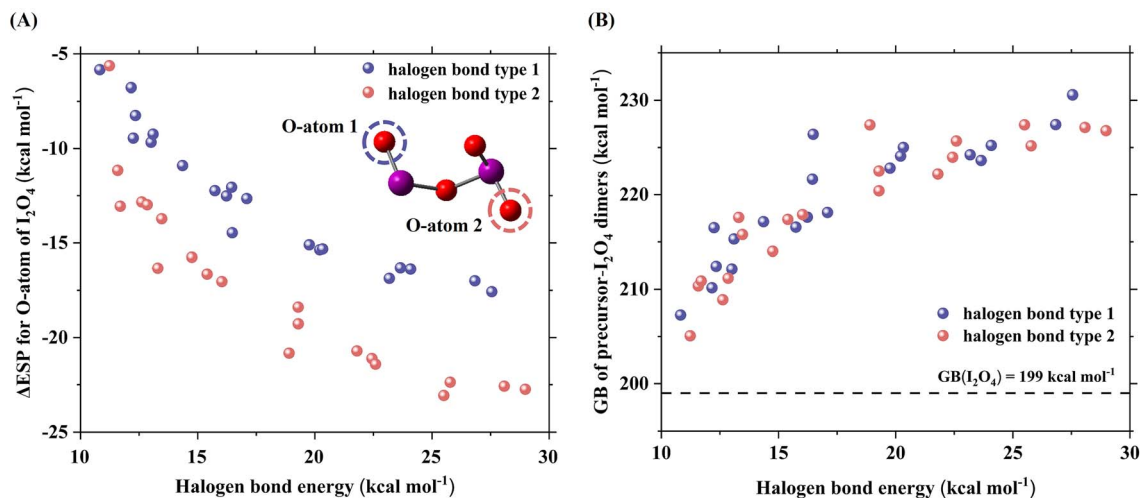 (A)
-5
-10
-15
-20
-25
10 15 20 25 30
ΔESP for O-atom of I₂O₄ (kcal mol⁻¹)
Halogen bond energy (kcal mol⁻¹)
halogen bond type 1
halogen bond type 2
O-atom 1
O-atom 2
(B)
230
220
210
200
10 15 20 25 30
GB of precursor-I₂O₄ dimers (kcal mol⁻¹)
Halogen bond energy (kcal mol⁻¹)
halogen bond type 1
halogen bond type 2
GB(I₂O₄) = 199 kcal mol⁻¹